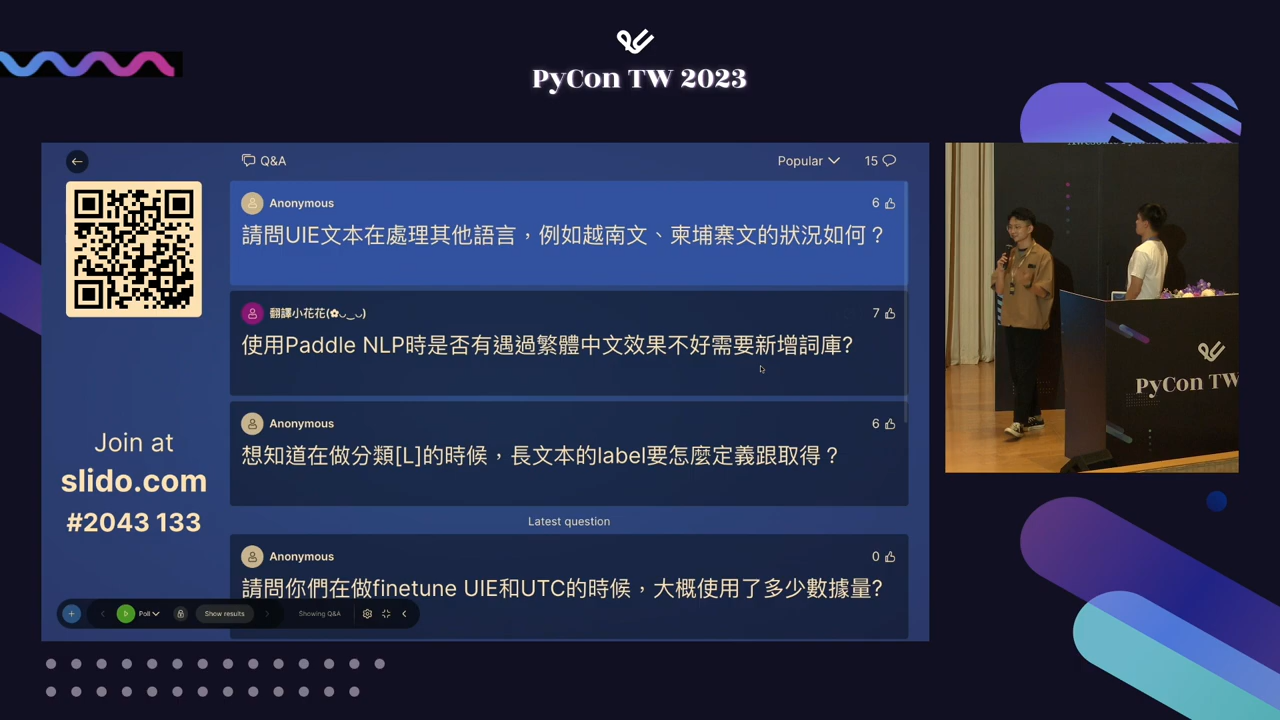 PyCon TW 2023
Q&A
Popular
15
Anonymous
6
請問UIE文本在處理其他語言，例如越南文、柬埔寨文的狀況如何？
翻譯小花花(✿◡‿◡)
7
使用Paddle NLP時是否有遇過繁體中文效果不好需要新增詞庫?
Anonymous
6
想知道在做分類[L]的時候，長文本的label要怎麼定義跟取得？
Latest question
Anonymous
0
請問你們在做finetune UIE和UTC的時候，大概使用了多少數據量?
Join at
slido.com
#2043 133
Poll
Show results
Showing Q&A
PyCon TW